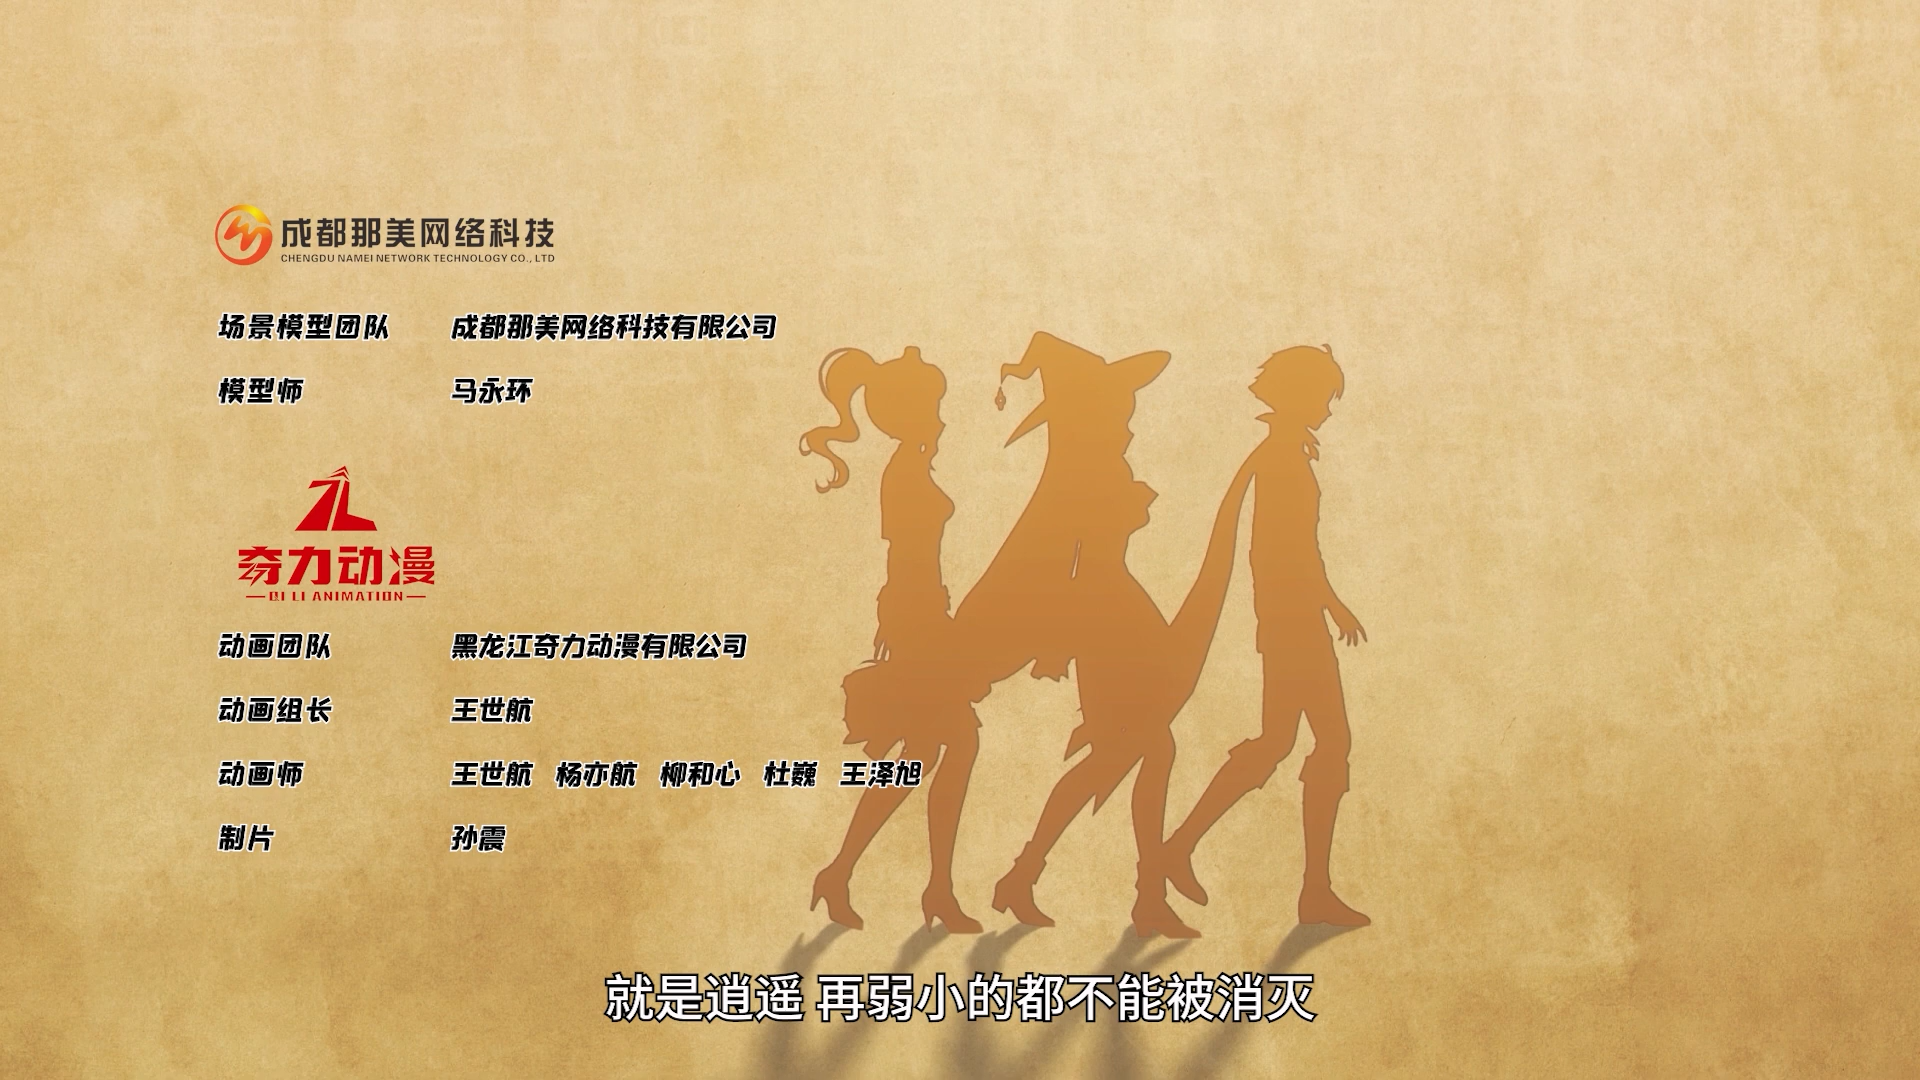 成都那美网络科技
CHENGDU NAMEI NETWORK TECHNOLOGY CO., LTD
场景模型团队 成都那美网络科技有限公司
模型师 马永环
奇力动漫
QI LI ANIMATION
动画团队 黑龙江奇力动漫有限公司
动画组长 王世航
动画师 王世航 杨亦航 柳和心 杜巍 王泽旭
制片 孙震
就是逍遥 再弱小的都不能被消灭